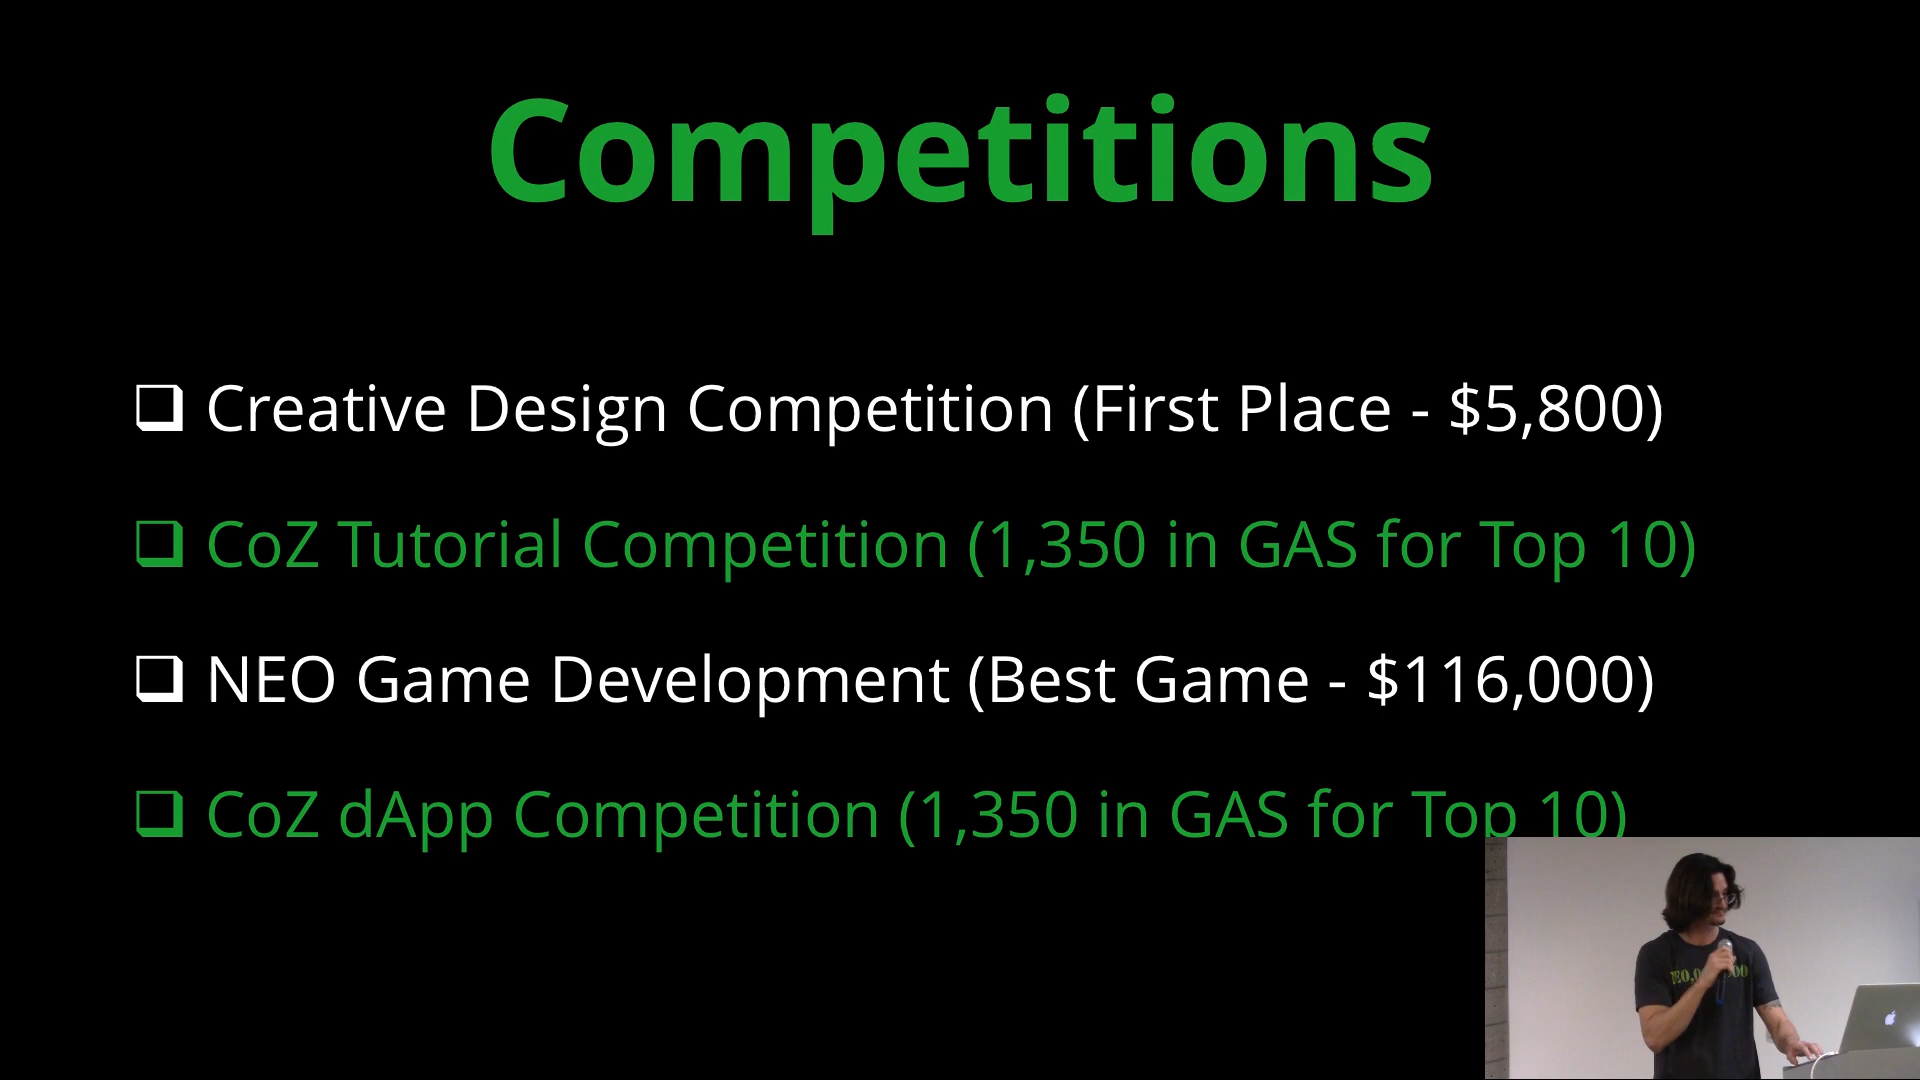 Competitions
❑ Creative Design Competition (First Place - $5,800)
❑ CoZ Tutorial Competition (1,350 in GAS for Top 10)
❑ NEO Game Development (Best Game - $116,000)
❑ CoZ dApp Competition (1,350 in GAS for Top 10)